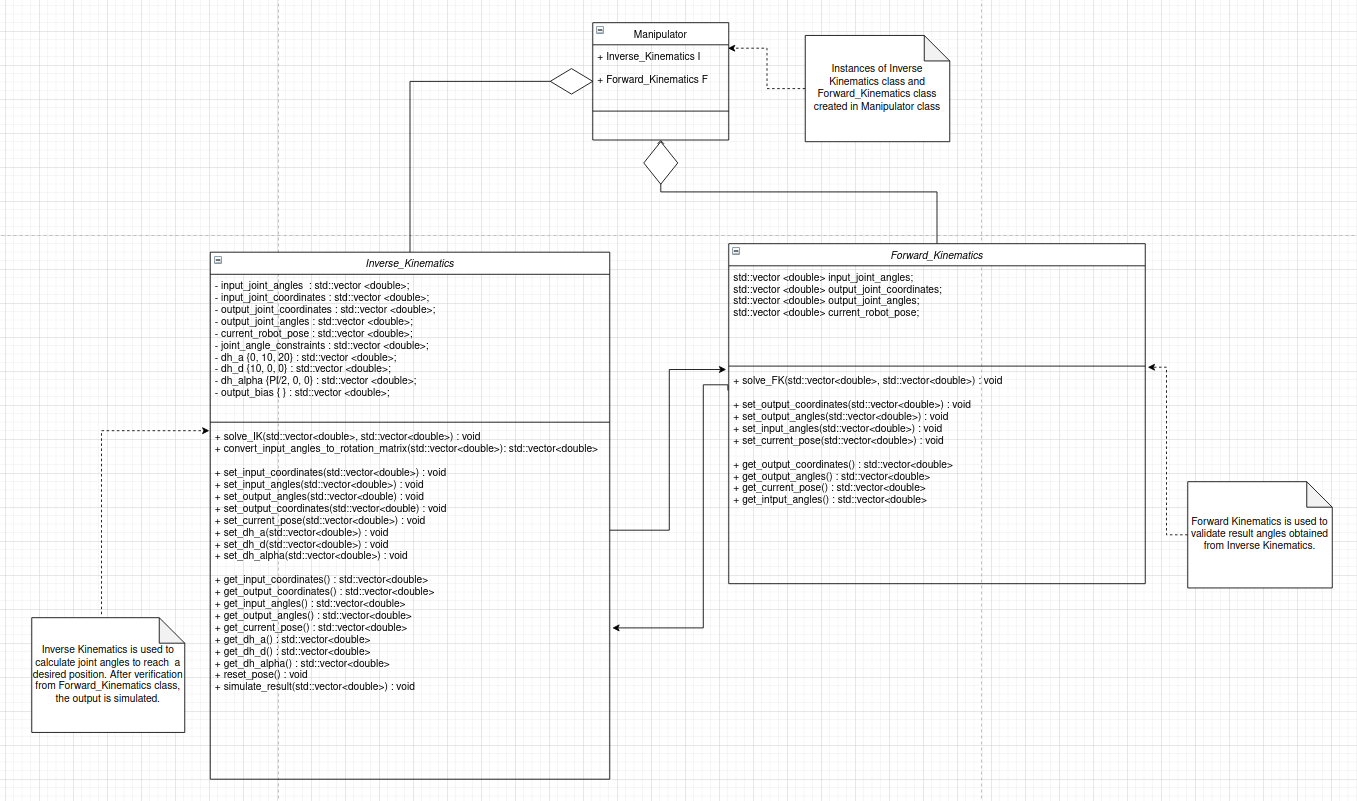 Manipulator
+ Inverse_Kinematics I
+ Forward_Kinematics F
Instances of Inverse
Kinematics class and
Forward_Kinematics class
created in Manipulator class
Inverse_Kinematics
- input_joint_angles : std::vector <double>;
- input_joint_coordinates : std::vector <double>;
- output_joint_coordinates : std::vector <double>;
- output_joint_angles : std::vector <double>;
- current_robot_pose : std::vector <double>;
- joint_angle_constraints : std::vector <double>;
- dh_a {0, 10, 20} : std::vector <double>;
- dh_d {10, 0, 0} : std::vector <double>;
- dh_alpha {PI/2, 0, 0} : std::vector <double>;
- output_bias { } : std::vector <double>;
+ solve_IK(std::vector<double>, std::vector<double>) : void
+ convert_input_angles_to_rotation_matrix(std::vector<double>): std::vector<double>
+ set_input_coordinates(std::vector<double>) : void
+ set_input_angles(std::vector<double>) : void
+ set_output_angles(std::vector<double) : void
+ set_output_coordinates(std::vector<double) : void
+ set_current_pose(std::vector<double>) : void
+ set_dh_a(std::vector<double>) : void
+ set_dh_d(std::vector<double>) : void
+ set_dh_alpha(std::vector<double>) : void
+ get_input_coordinates() : std::vector<double>
+ get_output_coordinates() : std::vector<double>
+ get_input_angles() : std::vector<double>
+ get_output_angles() : std::vector<double>
+ get_current_pose() : std::vector<double>
+ get_dh_a() : std::vector<double>
+ get_dh_d() : std::vector<double>
+ get_dh_alpha() : std::vector<double>
+ reset_pose() : void
+ simulate_result(std::vector<double>) : void
Forward_Kinematics
std::vector <double> input_joint_angles;
std::vector <double> output_joint_coordinates;
std::vector <double> output_joint_angles;
std::vector <double> current_robot_pose;
+ solve_FK(std::vector<double>, std::vector<double>) : void
+ set_output_coordinates(std::vector<double>) : void
+ set_output_angles(std::vector<double>) : void
+ set_input_angles(std::vector<double>) : void
+ set_current_pose(std::vector<double>) : void
+ get_output_coordinates() : std::vector<double>
+ get_output_angles() : std::vector<double>
+ get_current_pose() : std::vector<double>
+ get_intput_angles() : std::vector<double>
Forward Kinematics is used to
validate result angles obtained
from Inverse Kinematics.
Inverse Kinematics is used to
calculate joint angles to reach a
desired position. After verification
from Forward_Kinematics class,
the output is simulated.